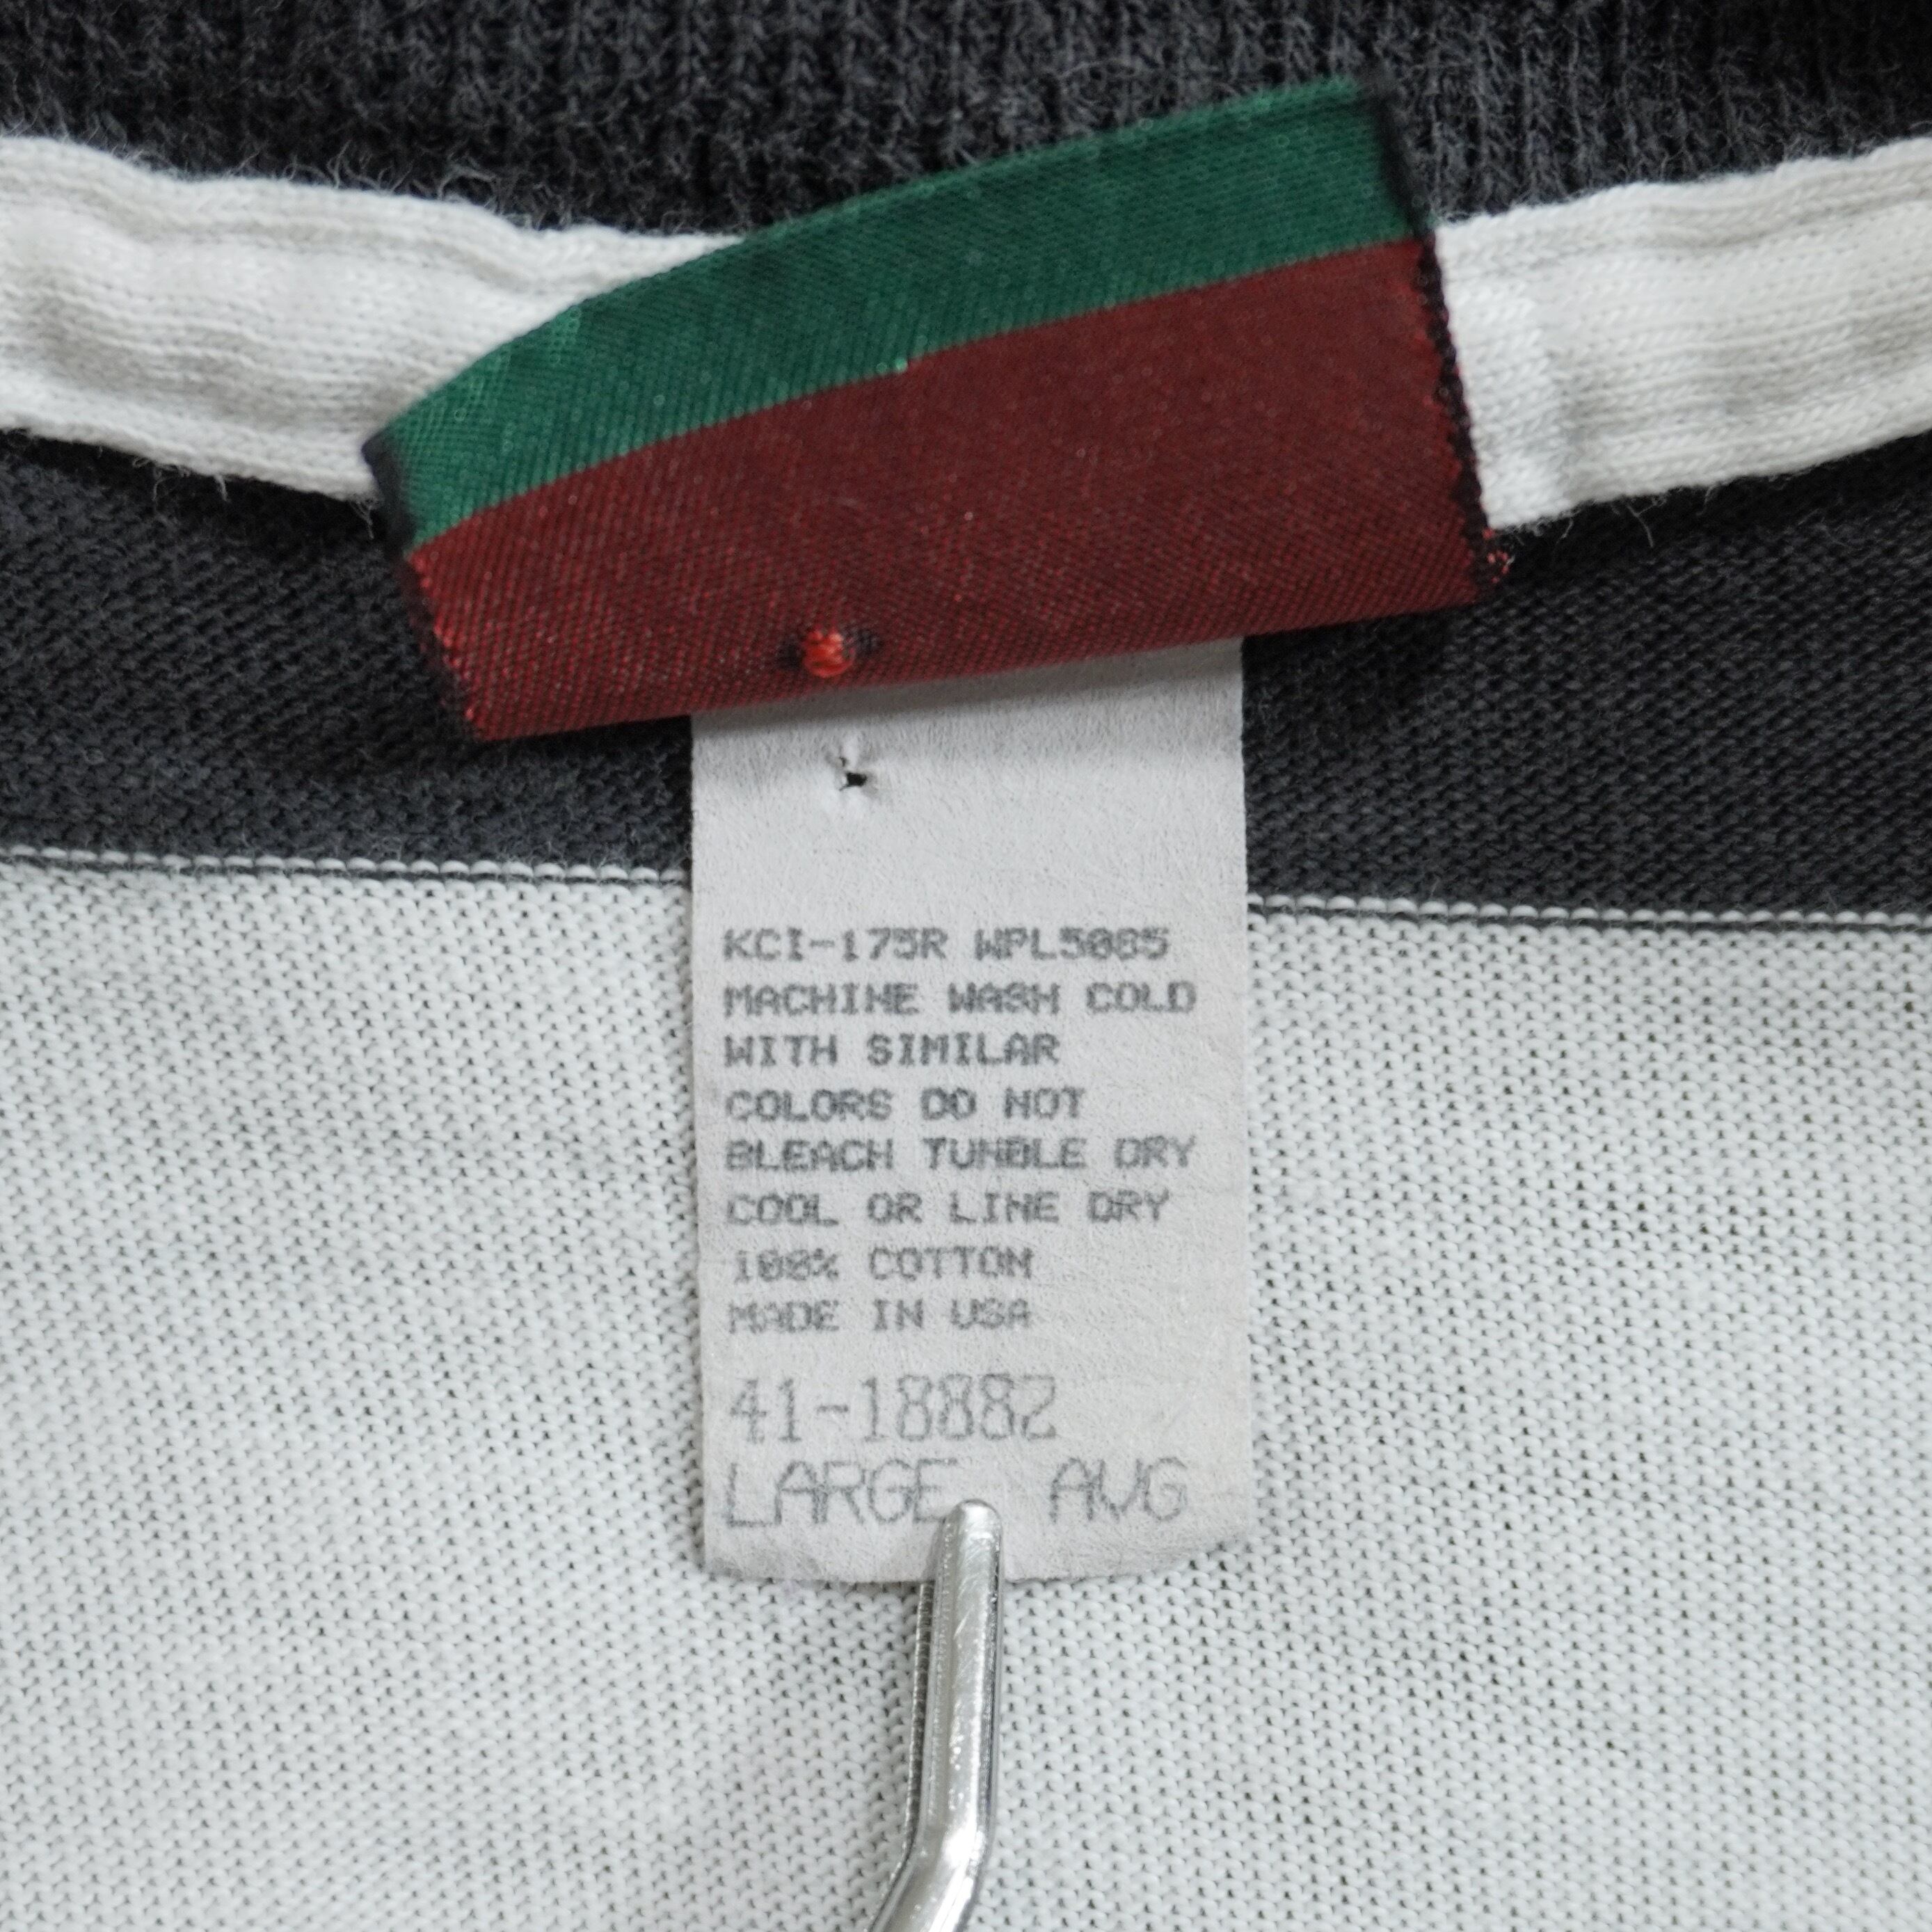 KCI-175R WPL5085
MACHINE WASH COLD
WITH SIMILAR
COLORS DO NOT
BLEACH TUMBLE DRY
COOL OR LINE DRY
100% COTTON
MADE IN USA
41-18882
LARGE AVG